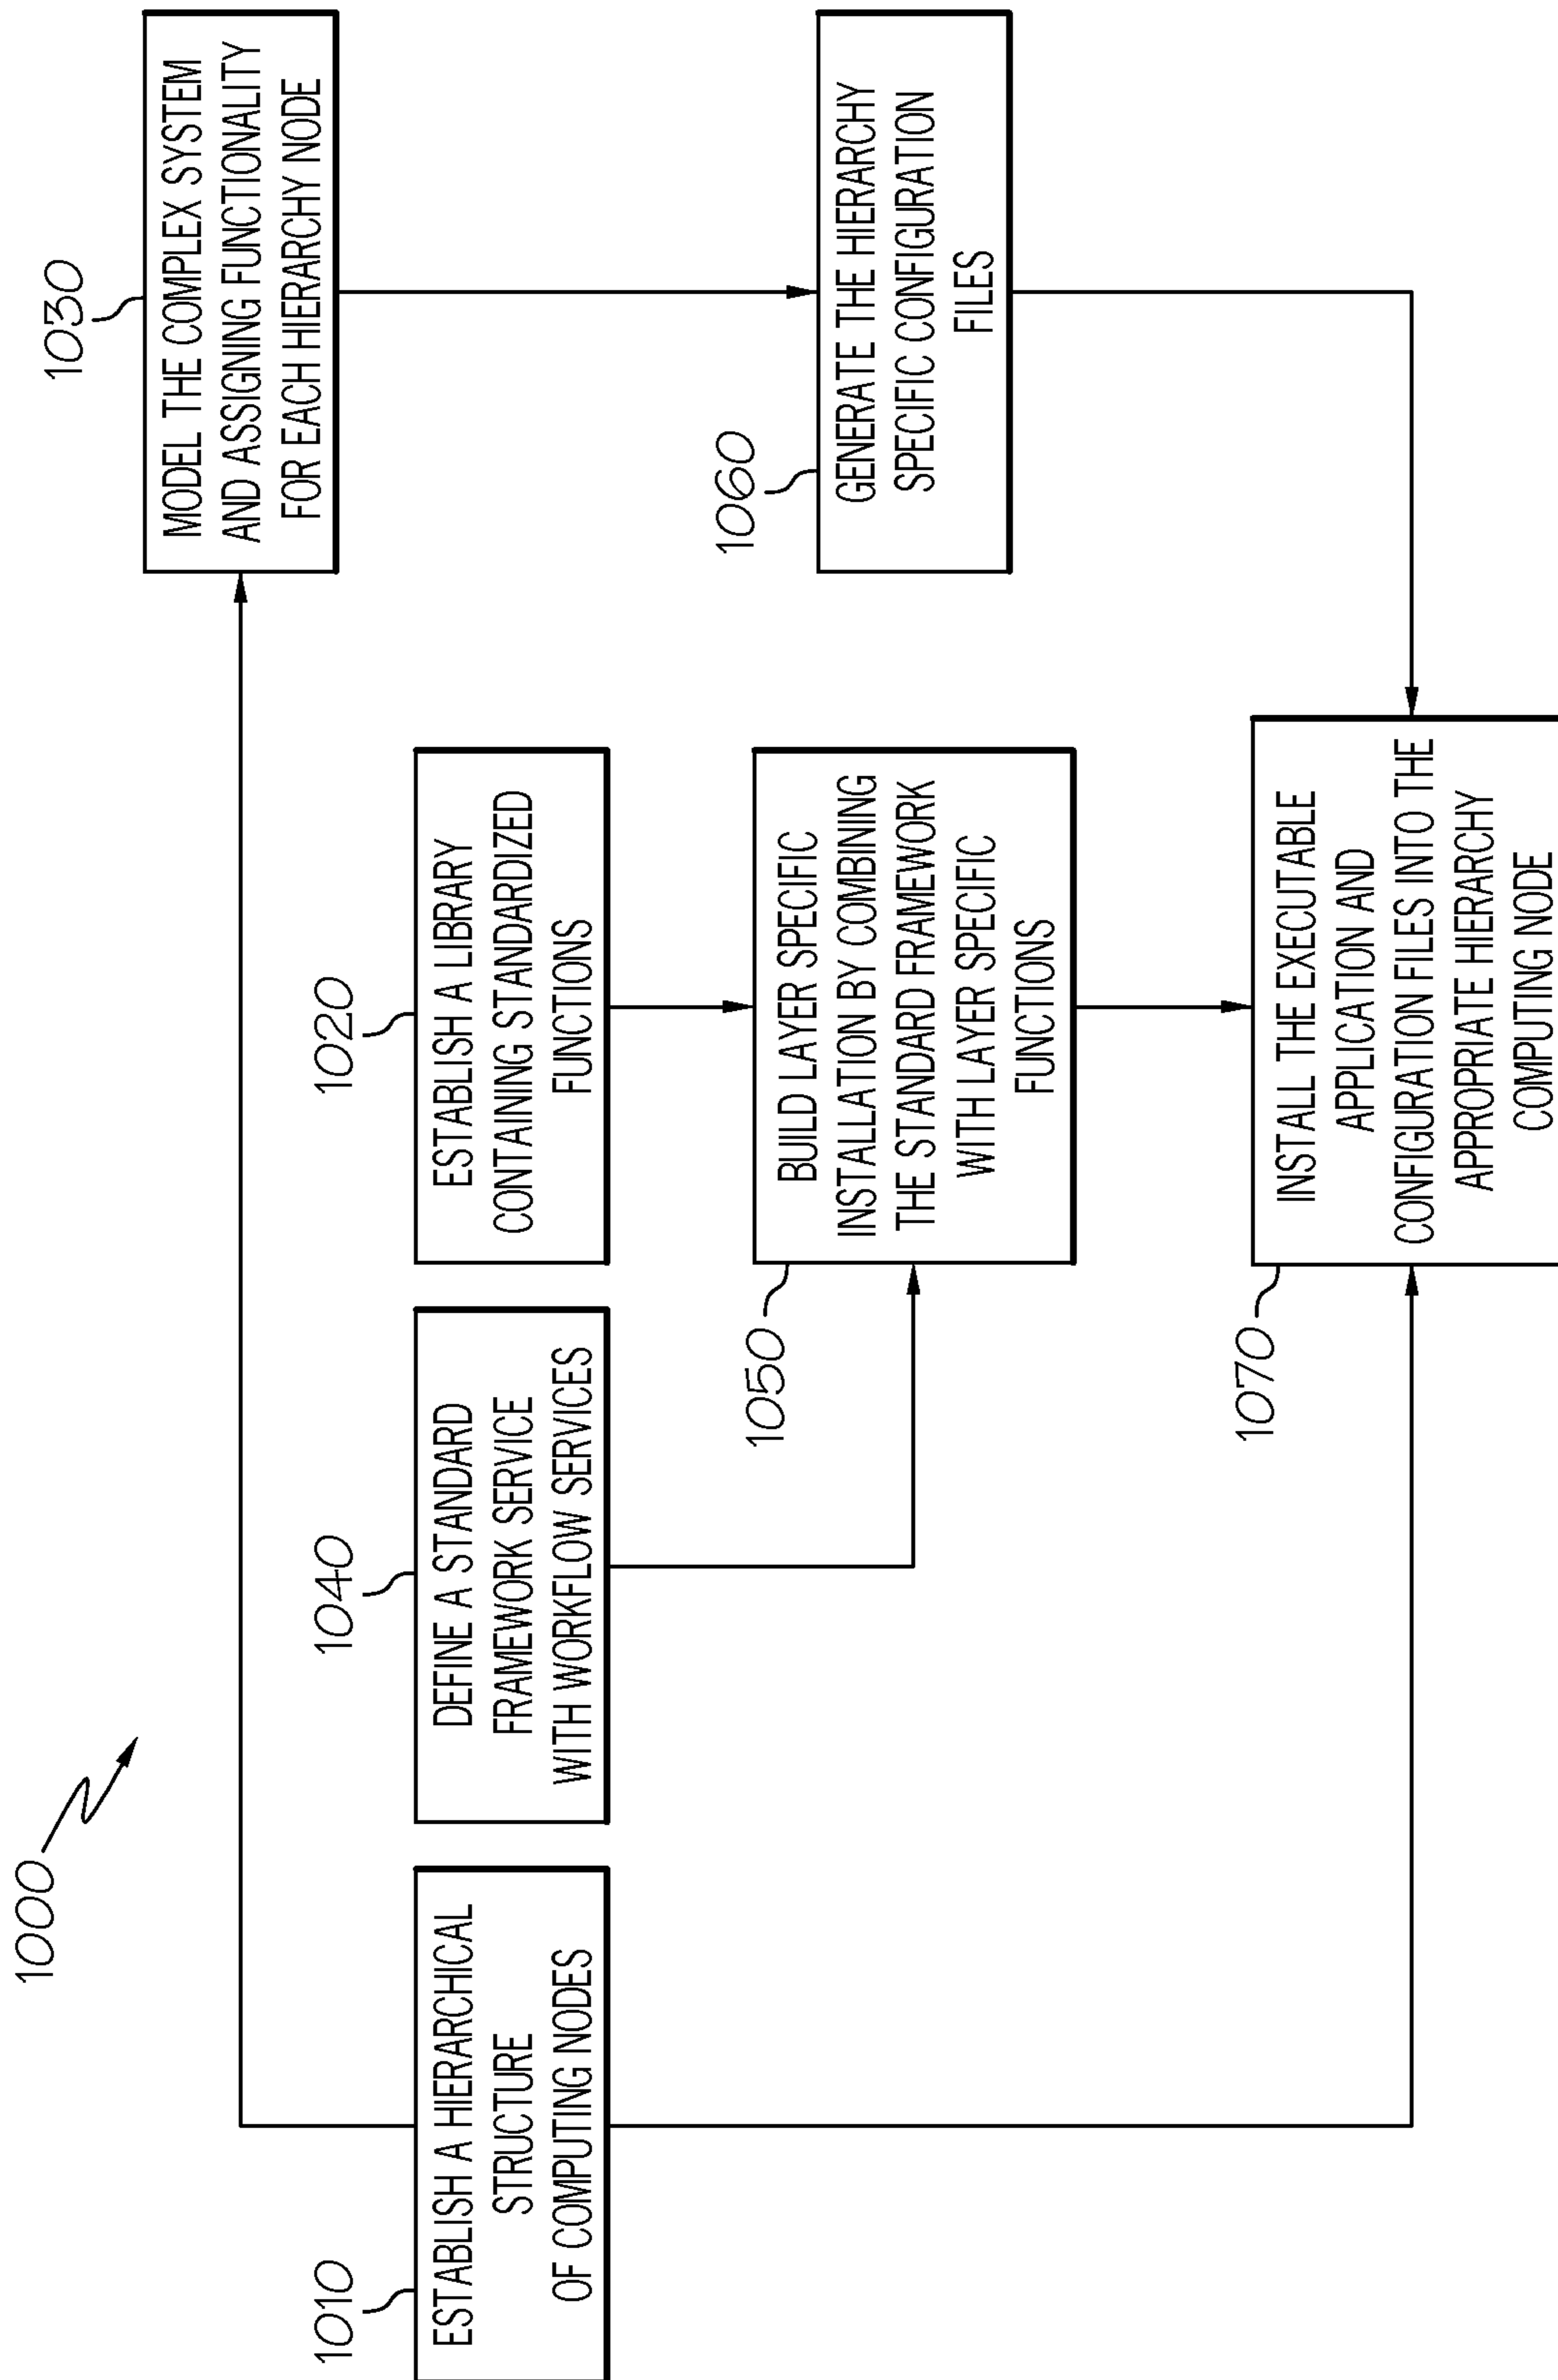 1000
1010
ESTABLISH A HIERARCHICAL
STRUCTURE
OF COMPUTING NODES
1040
DEFINE A STANDARD
FRAMEWORK SERVICE
WITH WORKFLOW SERVICES
1020
ESTABLISH A LIBRARY
CONTAINING STANDARDIZED
FUNCTIONS
1030
MODEL THE COMPLEX SYSTEM
AND ASSIGNING FUNCTIONALITY
FOR EACH HIERARCHY NODE
1050
BUILD LAYER SPECIFIC
INSTALLATION BY COMBINING
THE STANDARD FRAMEWORK
WITH LAYER SPECIFIC
FUNCTIONS
1060
GENERATE THE HIERARCHY
SPECIFIC CONFIGURATION
FILES
1070
INSTALL THE EXECUTABLE
APPLICATION AND
CONFIGURATION FILES INTO THE
APPROPRIATE HIERARCHY
COMPUTING NODE